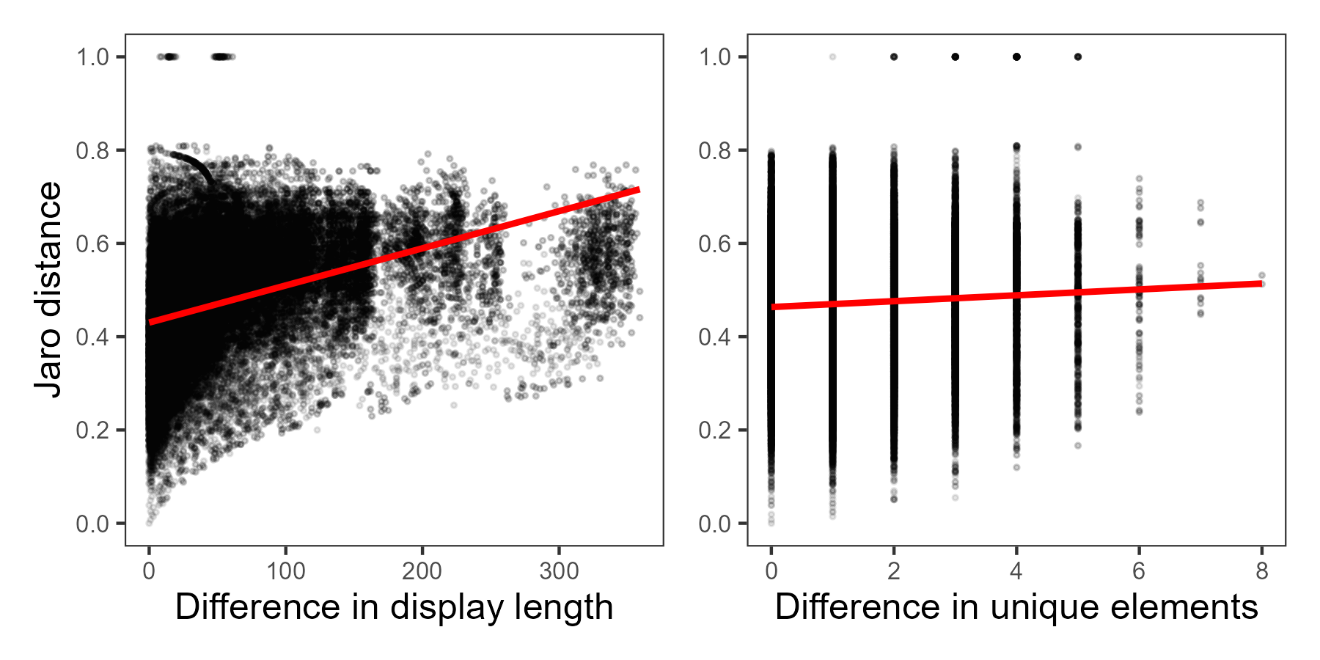 Jaro distance
1.0
0.8
0.6
0.4
0.2
0.0
0 100 200 300
Difference in display length
1.0
0.8
0.6
0.4
0.2
0.0
0 2 4 6 8
Difference in unique elements